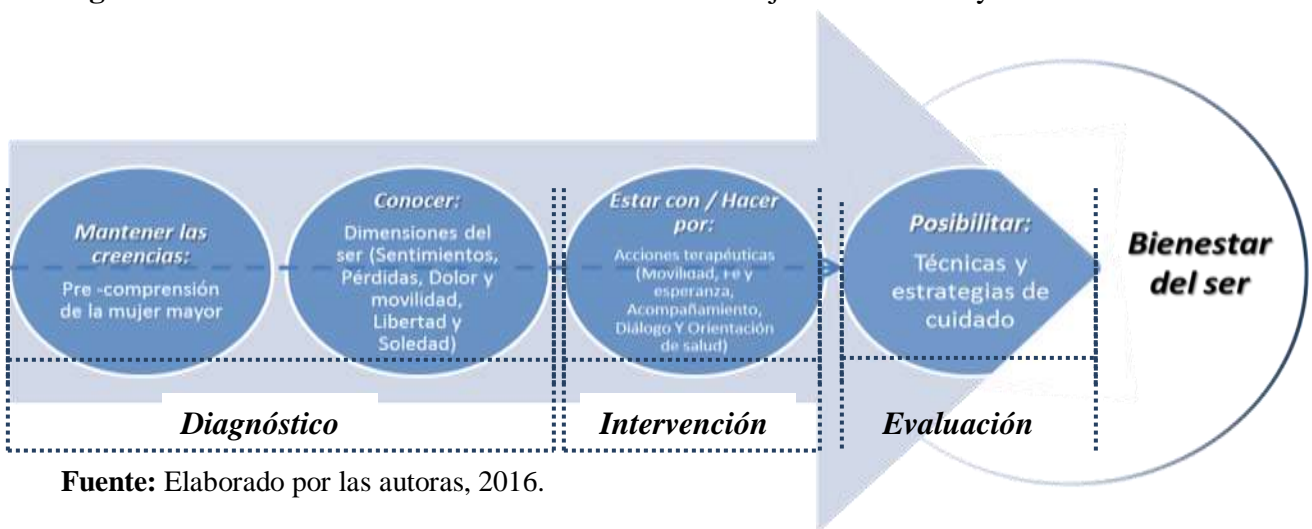 Mantener las
creencias:
Pre -comprensión
de la mujer mayor
Conocer:
Dimensiones del
ser (Sentimientos,
Pérdidas, Dolor y
movilidad,
Libertad y
Soledad)
Estar con / Hacer
por:
Acciones terapéuticas
(Movilidad, Fe y
esperanza,
Acompañamiento,
Diálogo Y Orientación
de salud)
Posibilitar:
Técnicas y
estrategias de
cuidado
Bienestar
del ser
Diagnóstico
Intervención
Evaluación
Fuente: Elaborado por las autoras, 2016.